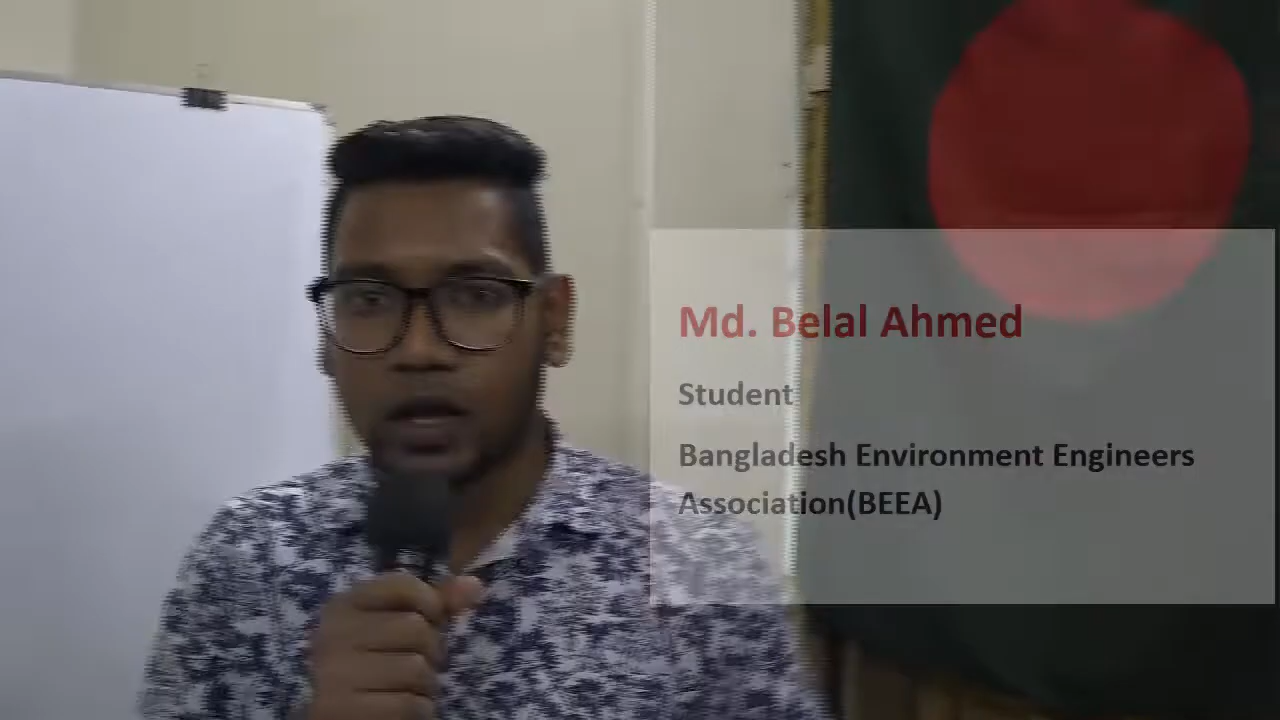 Md. Belal Ahmed
Student
Bangladesh Environment Engineers
Association(BEEA)